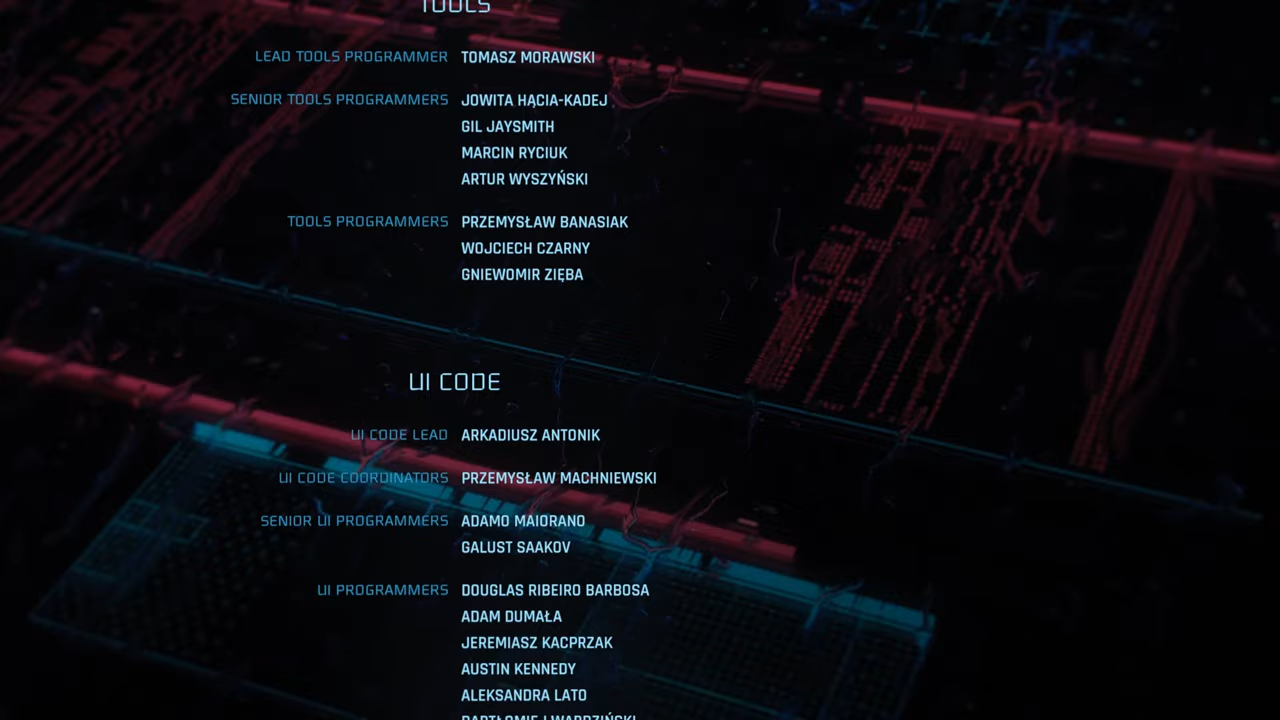 TOOLS
LEAD TOOLS PROGRAMMER TOMASZ MORAWSKI
SENIOR TOOLS PROGRAMMERS JOWITA HĄCIA-KADEJ
GIL JAYSMITH
MARCIN RYCIUK
ARTUR WYSZYŃSKI
TOOLS PROGRAMMERS PRZEMYSŁAW BANASIAK
WOJCIECH CZARNY
GNIEWOMIR ZIĘBA
UI CODE
UI CODE LEAD ARKADIUSZ ANTONIK
UI CODE COORDINATORS PRZEMYSŁAW MACHNIEWSKI
SENIOR UI PROGRAMMERS ADAMO MAIORANO
GALUST SAAKOV
UI PROGRAMMERS DOUGLAS RIBEIRO BARBOSA
ADAM DUMAŁA
JEREMIASZ KACPRZAK
AUSTIN KENNEDY
ALEKSANDRA LATO